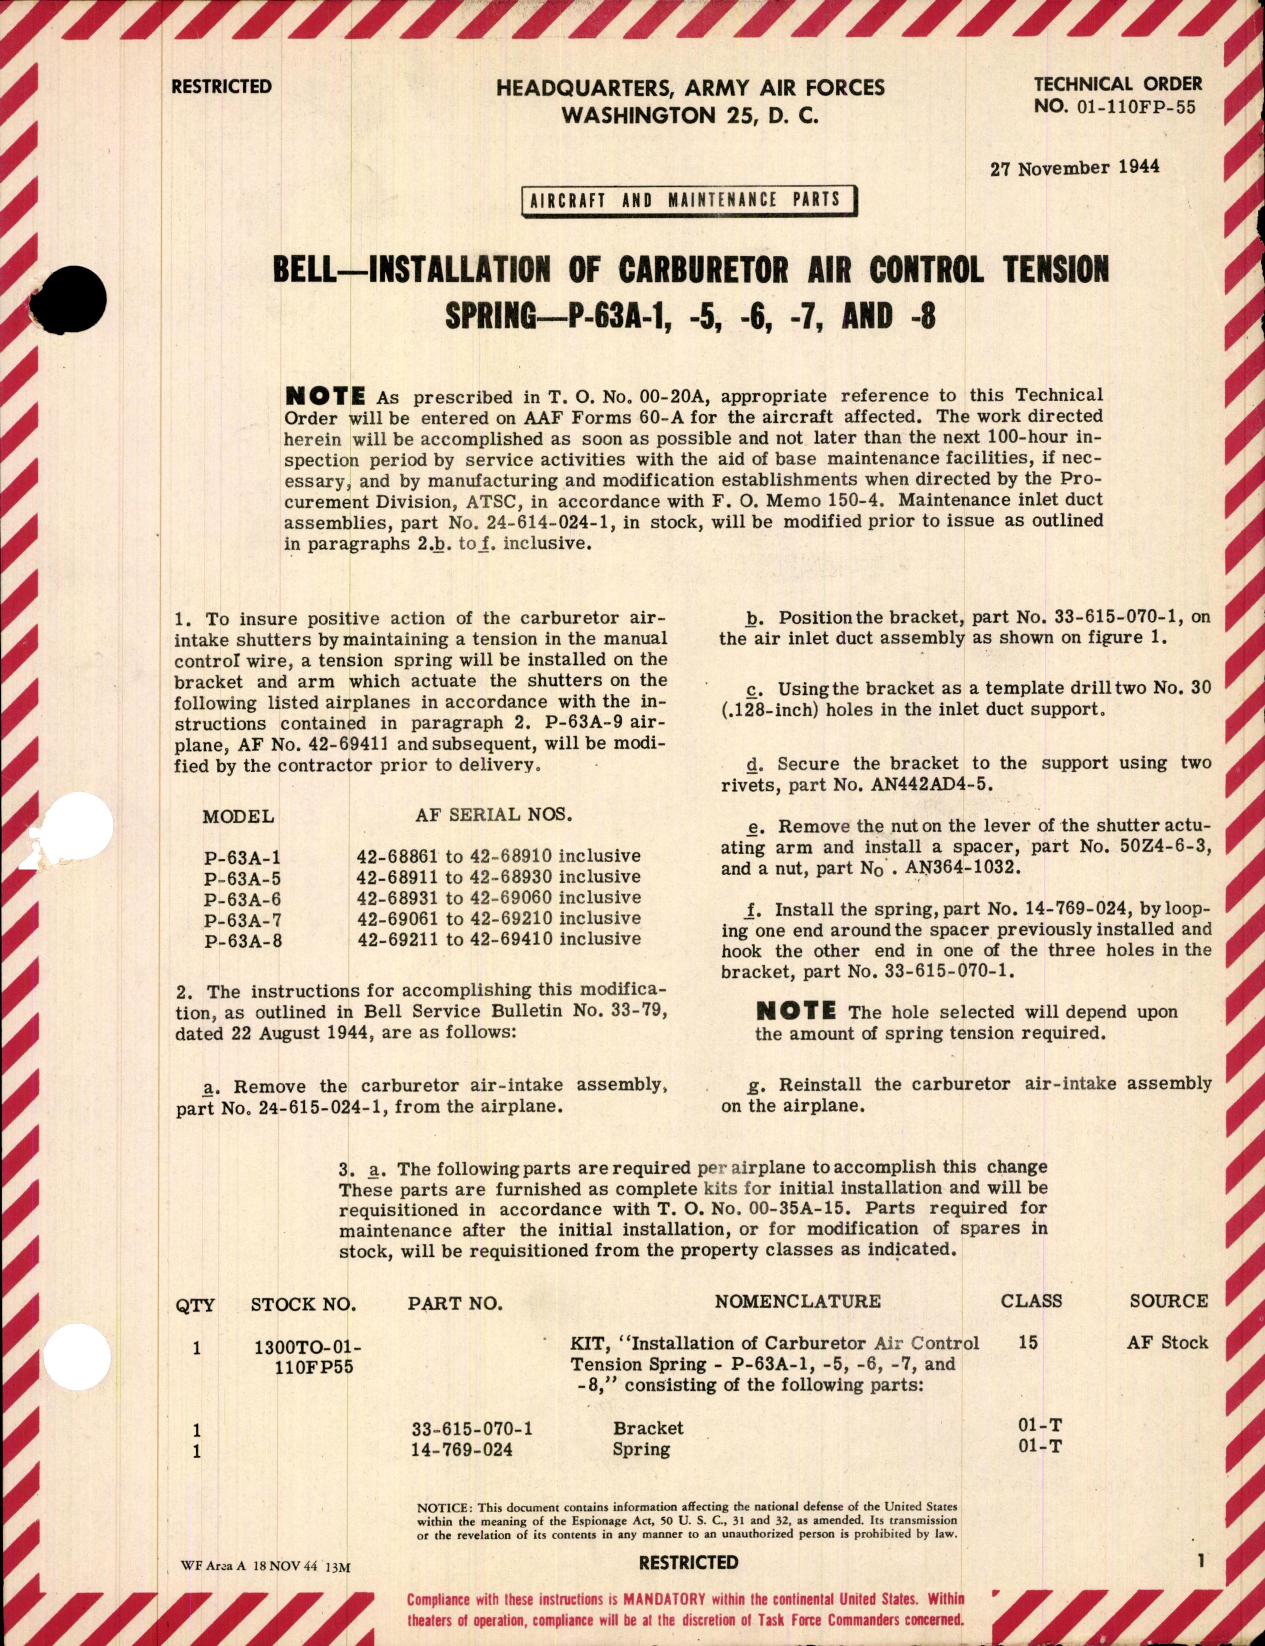 RESTRICTED
HEADQUARTERS, ARMY AIR FORCES
WASHINGTON 25, D. C.
TECHNICAL ORDER
NO. 01-110FP-55
27 November 1944
AIRCRAFT AND MAINTENANCE PARTS
BELL—INSTALLATION OF CARBURETOR AIR CONTROL TENSION
SPRING—P-63A-1, -5, -6, -7, AND -8
NOTE As prescribed in T. O. No. 00-20A, appropriate reference to this Technical
Order will be entered on AAF Forms 60-A for the aircraft affected. The work directed
herein will be accomplished as soon as possible and not later than the next 100-hour in-
spection period by service activities with the aid of base maintenance facilities, if nec-
essary, and by manufacturing and modification establishments when directed by the Pro-
curement Division, ATSC, in accordance with F. O. Memo 150-4. Maintenance inlet duct
assemblies, part No. 24-614-024-1, in stock, will be modified prior to issue as outlined
in paragraphs 2.b. to f. inclusive.
1. To insure positive action of the carburetor air-
intake shutters by maintaining a tension in the manual
control wire, a tension spring will be installed on the
bracket and arm which actuate the shutters on the
following listed airplanes in accordance with the in-
structions contained in paragraph 2. P-63A-9 air-
plane, AF No. 42-69411 and subsequent, will be modi-
fied by the contractor prior to delivery.
MODEL AF SERIAL NOS.
P-63A-1 42-68861 to 42-68910 inclusive
P-63A-5 42-68911 to 42-68930 inclusive
P-63A-6 42-68931 to 42-69060 inclusive
P-63A-7 42-69061 to 42-69210 inclusive
P-63A-8 42-69211 to 42-69410 inclusive
2. The instructions for accomplishing this modifica-
tion, as outlined in Bell Service Bulletin No. 33-79,
dated 22 August 1944, are as follows:
a. Remove the carburetor air-intake assembly,
part No. 24-615-024-1, from the airplane.
b. Position the bracket, part No. 33-615-070-1, on
the air inlet duct assembly as shown on figure 1.
c. Using the bracket as a template drill two No. 30
(.128-inch) holes in the inlet duct support.
d. Secure the bracket to the support using two
rivets, part No. AN442AD4-5.
e. Remove the nut on the lever of the shutter actu-
ating arm and install a spacer, part No. 50Z4-6-3,
and a nut, part No. AN364-1032.
f. Install the spring, part No. 14-769-024, by loop-
ing one end around the spacer previously installed and
hook the other end in one of the three holes in the
bracket, part No. 33-615-070-1.
NOTE The hole selected will depend upon
the amount of spring tension required.
g. Reinstall the carburetor air-intake assembly
on the airplane.
3. a. The following parts are required per airplane to accomplish this change
These parts are furnished as complete kits for initial installation and will be
requisitioned in accordance with T. O. No. 00-35A-15. Parts required for
maintenance after the initial installation, or for modification of spares in
stock, will be requisitioned from the property classes as indicated.
QTY STOCK NO. PART NO. NOMENCLATURE CLASS SOURCE
1 1300TO-01- KIT, "Installation of Carburetor Air Control 15 AF Stock
110FP55 Tension Spring - P-63A-1, -5, -6, -7, and
-8," consisting of the following parts:
1 33-615-070-1 Bracket 01-T
1 14-769-024 Spring 01-T
NOTICE: This document contains information affecting the national defense of the United States
within the meaning of the Espionage Act, 50 U. S. C., 31 and 32, as amended. Its transmission
or the revelation of its contents in any manner to an unauthorized person is prohibited by law.
WF Area A 18 NOV 44 13M
RESTRICTED
1
Compliance with these instructions is MANDATORY within the continental United States. Within
theaters of operation, compliance will be at the discretion of Task Force Commanders concerned.